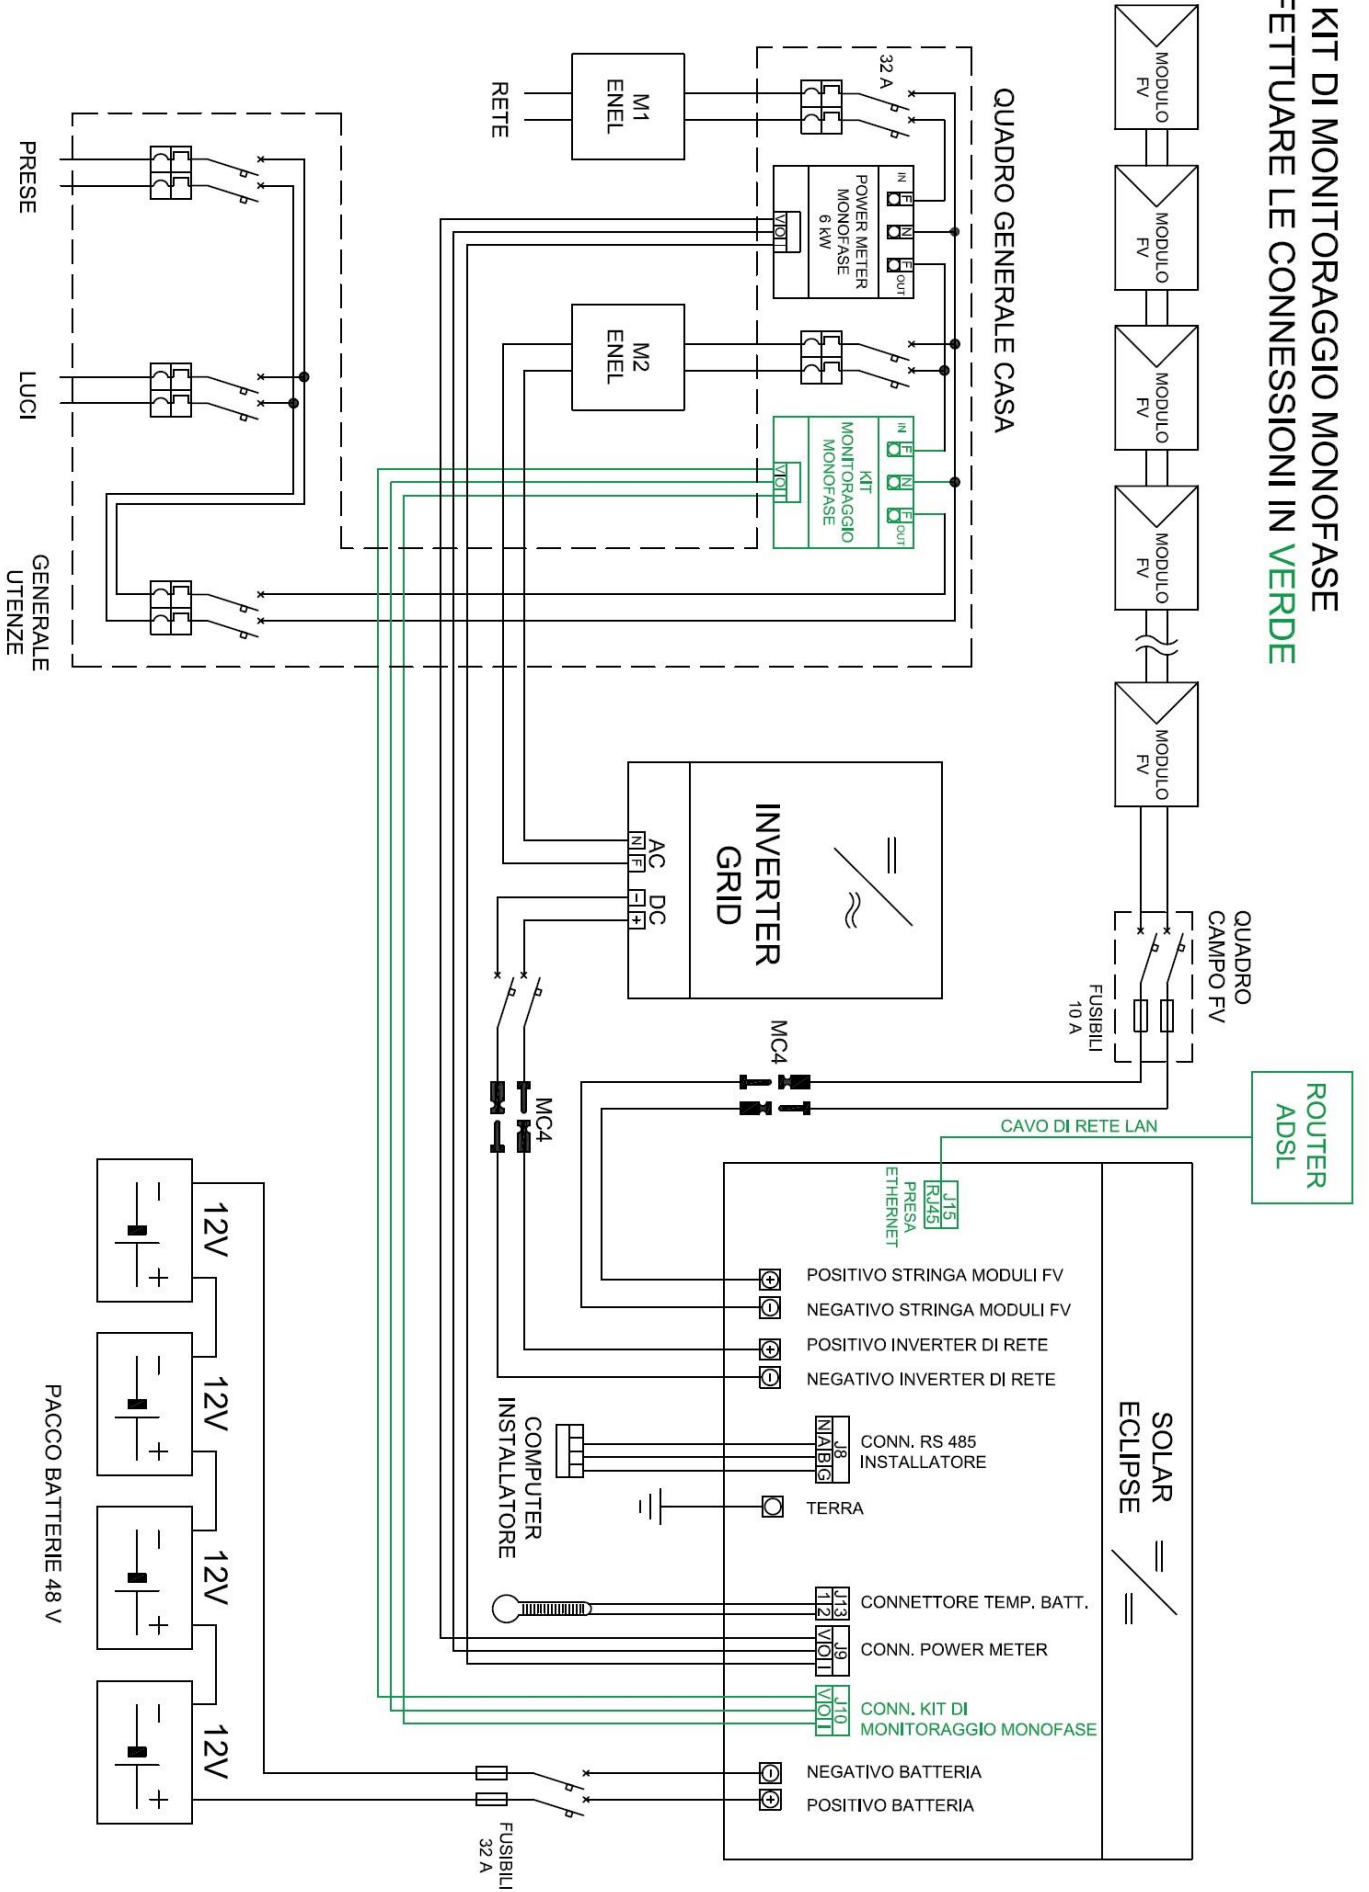 KIT DI MONITORAGGIO MONOFASE
FETTUARE LE CONNESSIONI IN VERDE
MODULO
FV
MODULO
FV
MODULO
FV
MODULO
FV
MODULO
FV
QUADRO
CAMPO FV
FUSIBILI
10 A
ROUTER
ADSL
CAVO DI RETE LAN
QUADRO GENERALE CASA
32 A
M1
ENEL
RETE
IN
F
N
F
OUT
POWER METER
MONOFASE
6 kW
V
O
I
M2
ENEL
IN
F
N
F
OUT
KIT
MONITORAGGIO
MONOFASE
V
O
I
PRESE
LUCI
GENERALE
UTENZE
INVERTER
GRID
AC
DC
N
F
-
+
MC4
MC4
SOLAR
ECLIPSE
J15
RJ45
PRESA
ETHERNET
+
POSITIVO STRINGA MODULI FV
-
NEGATIVO STRINGA MODULI FV
+
POSITIVO INVERTER DI RETE
-
NEGATIVO INVERTER DI RETE
J8
N A B G
CONN. RS 485
INSTALLATORE
COMPUTER
INSTALLATORE
TERRA
J13
1 2
CONNETTORE TEMP. BATT.
J9
V O I
CONN. POWER METER
J10
V O I
CONN. KIT DI
MONITORAGGIO MONOFASE
-
NEGATIVO BATTERIA
+
POSITIVO BATTERIA
FUSIBILI
32 A
12V
- +
12V
- +
12V
- +
12V
- +
PACCO BATTERIE 48 V